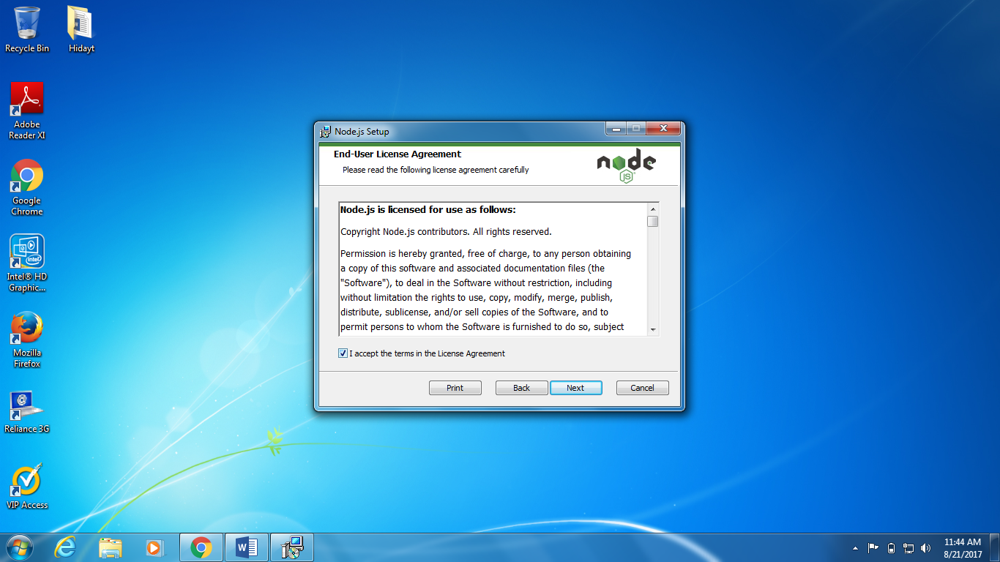 Recycle Bin
Hidayt
Adobe
Reader XI
Google
Chrome
Intel® HD
Graphic...
Mozilla
Firefox
Reliance 3G
VIP Access
Node.js Setup
End-User License Agreement
Please read the following license agreement carefully
node
JS
Node.js is licensed for use as follows:
Copyright Node.js contributors. All rights reserved.
Permission is hereby granted, free of charge, to any person obtaining
a copy of this software and associated documentation files (the
"Software"), to deal in the Software without restriction, including
without limitation the rights to use, copy, modify, merge, publish,
distribute, sublicense, and/or sell copies of the Software, and to
permit persons to whom the Software is furnished to do so, subject
I accept the terms in the License Agreement
Print
Back
Next
Cancel
11:44 AM
8/21/2017